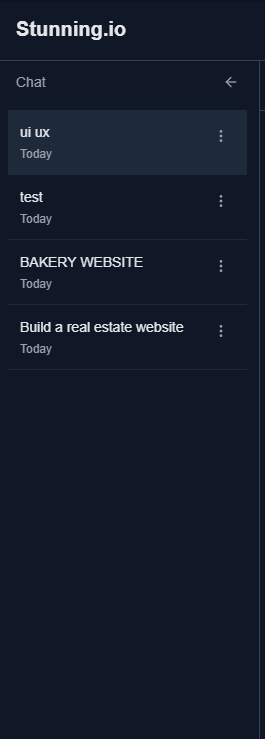 Stunning.io
Chat
ui ux
Today
test
Today
BAKERY WEBSITE
Today
Build a real estate website
Today